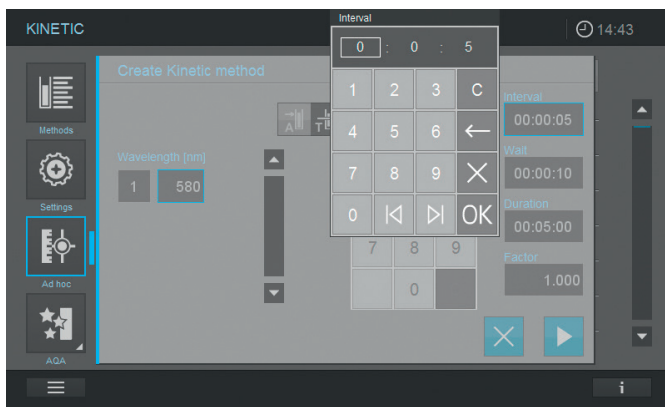 KINETIC
14:43
Methods
Settings
Ad hoc
AQA
Create Kinetic method
A
T
Wavelength [nm]
1 580
Interval
0 : 0 : 5
1 2 3 C
4 5 6
7 8 9
0 OK
7 8 9
0
Interval
00:00:05
Wait
00:00:10
Duration
00:05:00
Factor
1.000
i